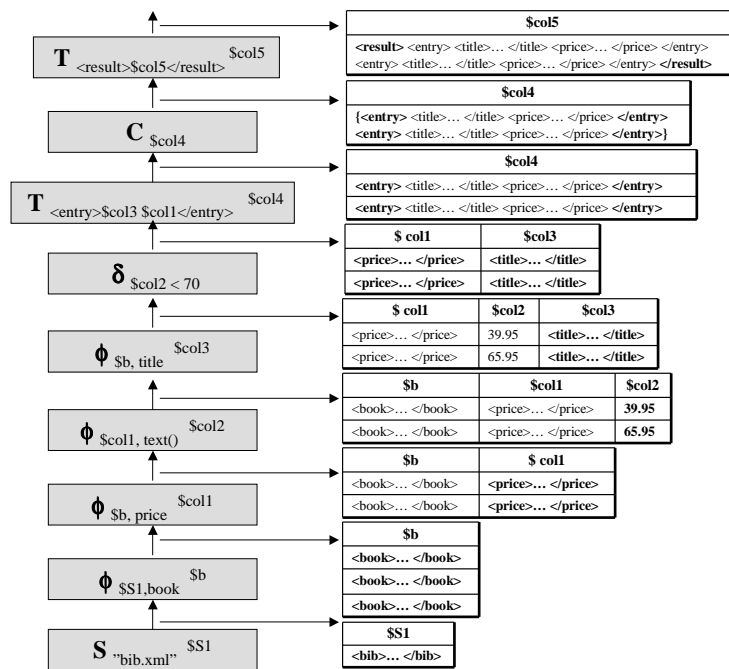 $col5
<result> <entry> <title>… </title> <price>… </price> </entry>
<entry> <title>… </title> <price>… </price> </entry> </result>
T <result>$col5</result> $col5
$col4
{<entry> <title>… </title> <price>… </price> </entry>
<entry> <title>… </title> <price>… </price> </entry>}
C $col4
$col4
<entry> <title>… </title> <price>… </price> </entry>
<entry> <title>… </title> <price>… </price> </entry>
T <entry>$col3 $col1</entry> $col4
$ col1 $col3
<price>… </price> <title>… </title>
<price>… </price> <title>… </title>
δ $col2 < 70
$ col1 $col2 $col3
<price>… </price> 39.95 <title>… </title>
<price>… </price> 65.95 <title>… </title>
ϕ $b, title $col3
$b $col1 $col2
<book>… </book> <price>… </price> 39.95
<book>… </book> <price>… </price> 65.95
ϕ $col1, text() $col2
$b $ col1
<book>… </book> <price>… </price>
<book>… </book> <price>… </price>
ϕ $b, price $col1
$b
<book>… </book>
<book>… </book>
<book>… </book>
ϕ $S1,book $b
$S1
<bib>… </bib>
S ”bib.xml” $S1